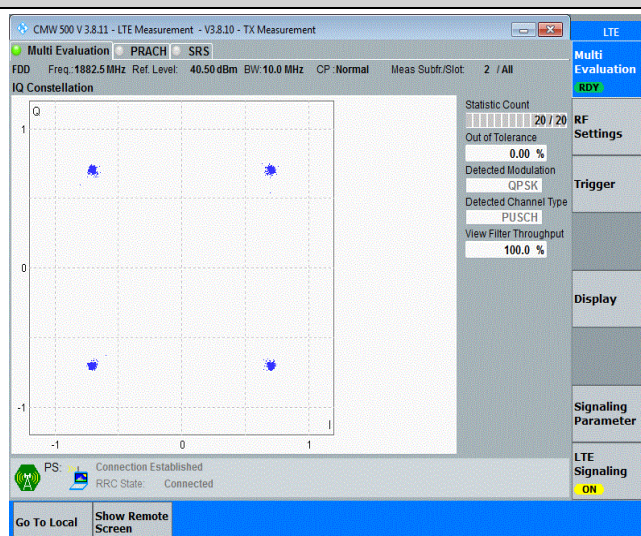 CMW 500 V 3.8.11 - LTE Measurement - V3.8.10 - TX Measurement
LTE
Multi Evaluation PRACH SRS
Multi
Evaluation
RDY
FDD Freq.:1882.5 MHz Ref. Level: 40.50 dBm BW:10.0 MHz CP :Normal Meas Subfr./Slot: 2 / All
IQ Constellation
Q
1
0
-1
-1 0 1
I
Statistic Count
20 / 20
Out of Tolerance
0.00 %
Detected Modulation
QPSK
Detected Channel Type
PUSCH
View Filter Throughput
100.0 %
RF
Settings
Trigger
Display
Signaling
Parameter
LTE
Signaling
ON
PS: Connection Established
RRC State: Connected
Go To Local
Show Remote
Screen